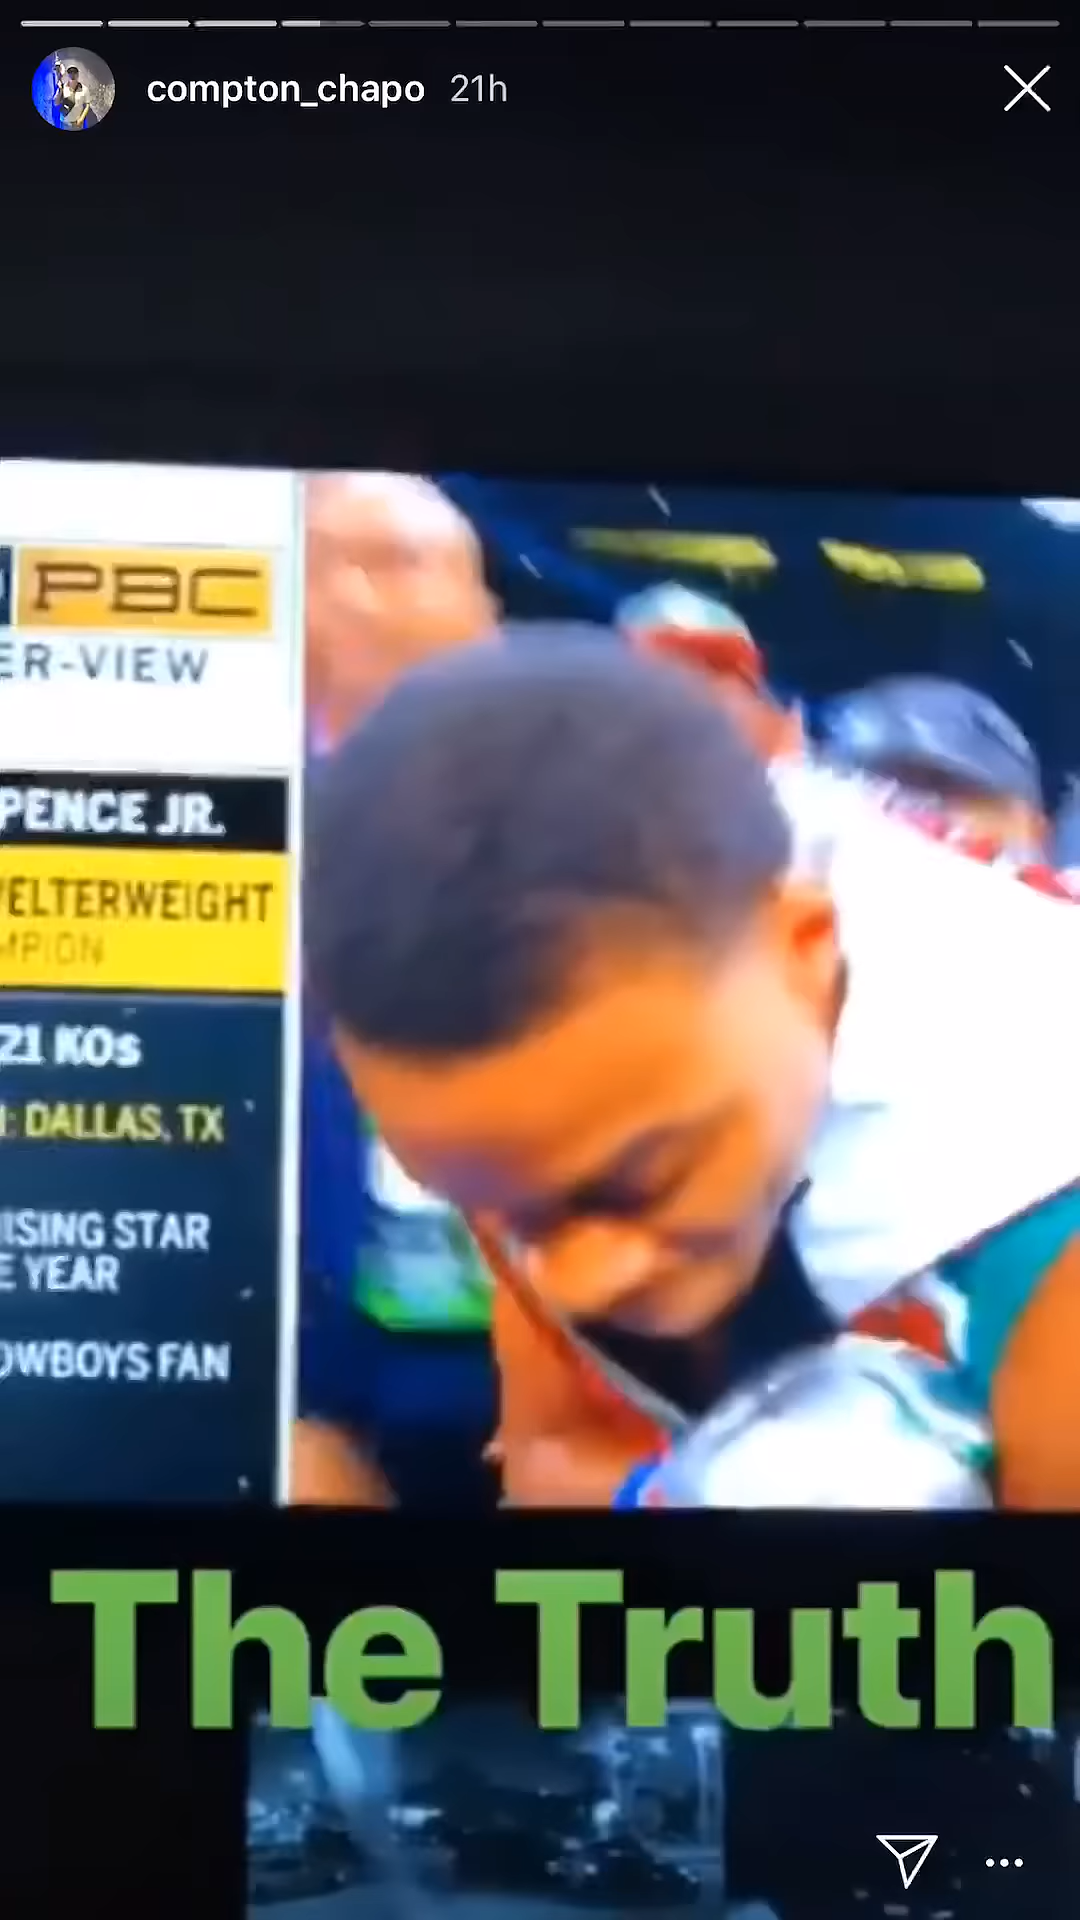 compton_chapo 21h
PBC
ER-VIEW
PENCE JR.
ELTERWEIGHT
MPION
21 KOs
: DALLAS, TX
ISING STAR
E YEAR
OWBOYS FAN
The Truth